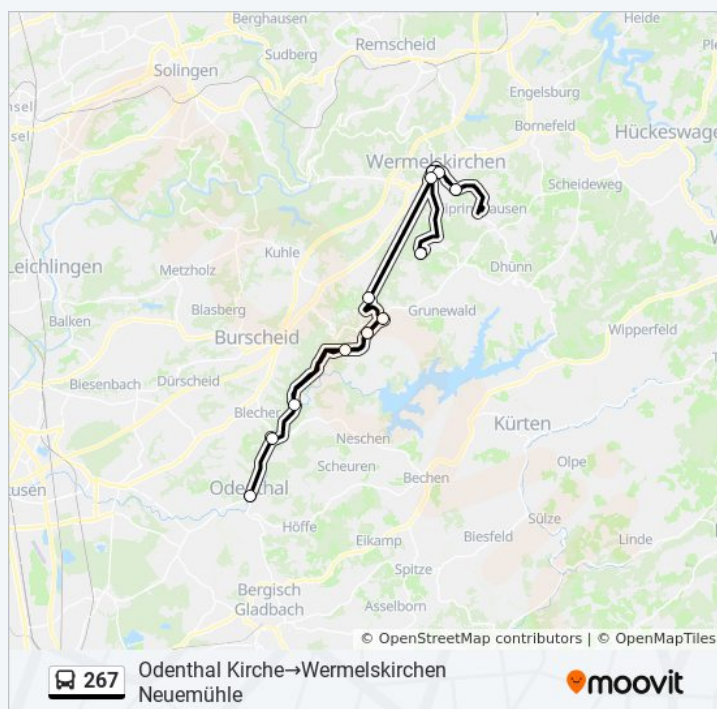 Berghausen
Heide
Remscheid
Sudberg
Solingen
Engelsburg
Bornefeld
Hückeswage
Wermelskirchen
Scheideweg
Leichlingen
Kuhle
Metzholz
Dhünn
Blasberg
Grunewald
Balken
Wipperfeld
Burscheid
Biesenbach
Dürscheid
Blecher
Kürten
Neschen
Scheuren
Olpe
Bechen
Odenthal
Sülze
Höffe
Linde
Eikamp
Biesfeld
Spitze
Bergisch
Gladbach
Asselborn
© OpenStreetMap contributors | © OpenMapTiles
267
Odenthal Kirche→Wermelskirchen
Neuemühle
moovit